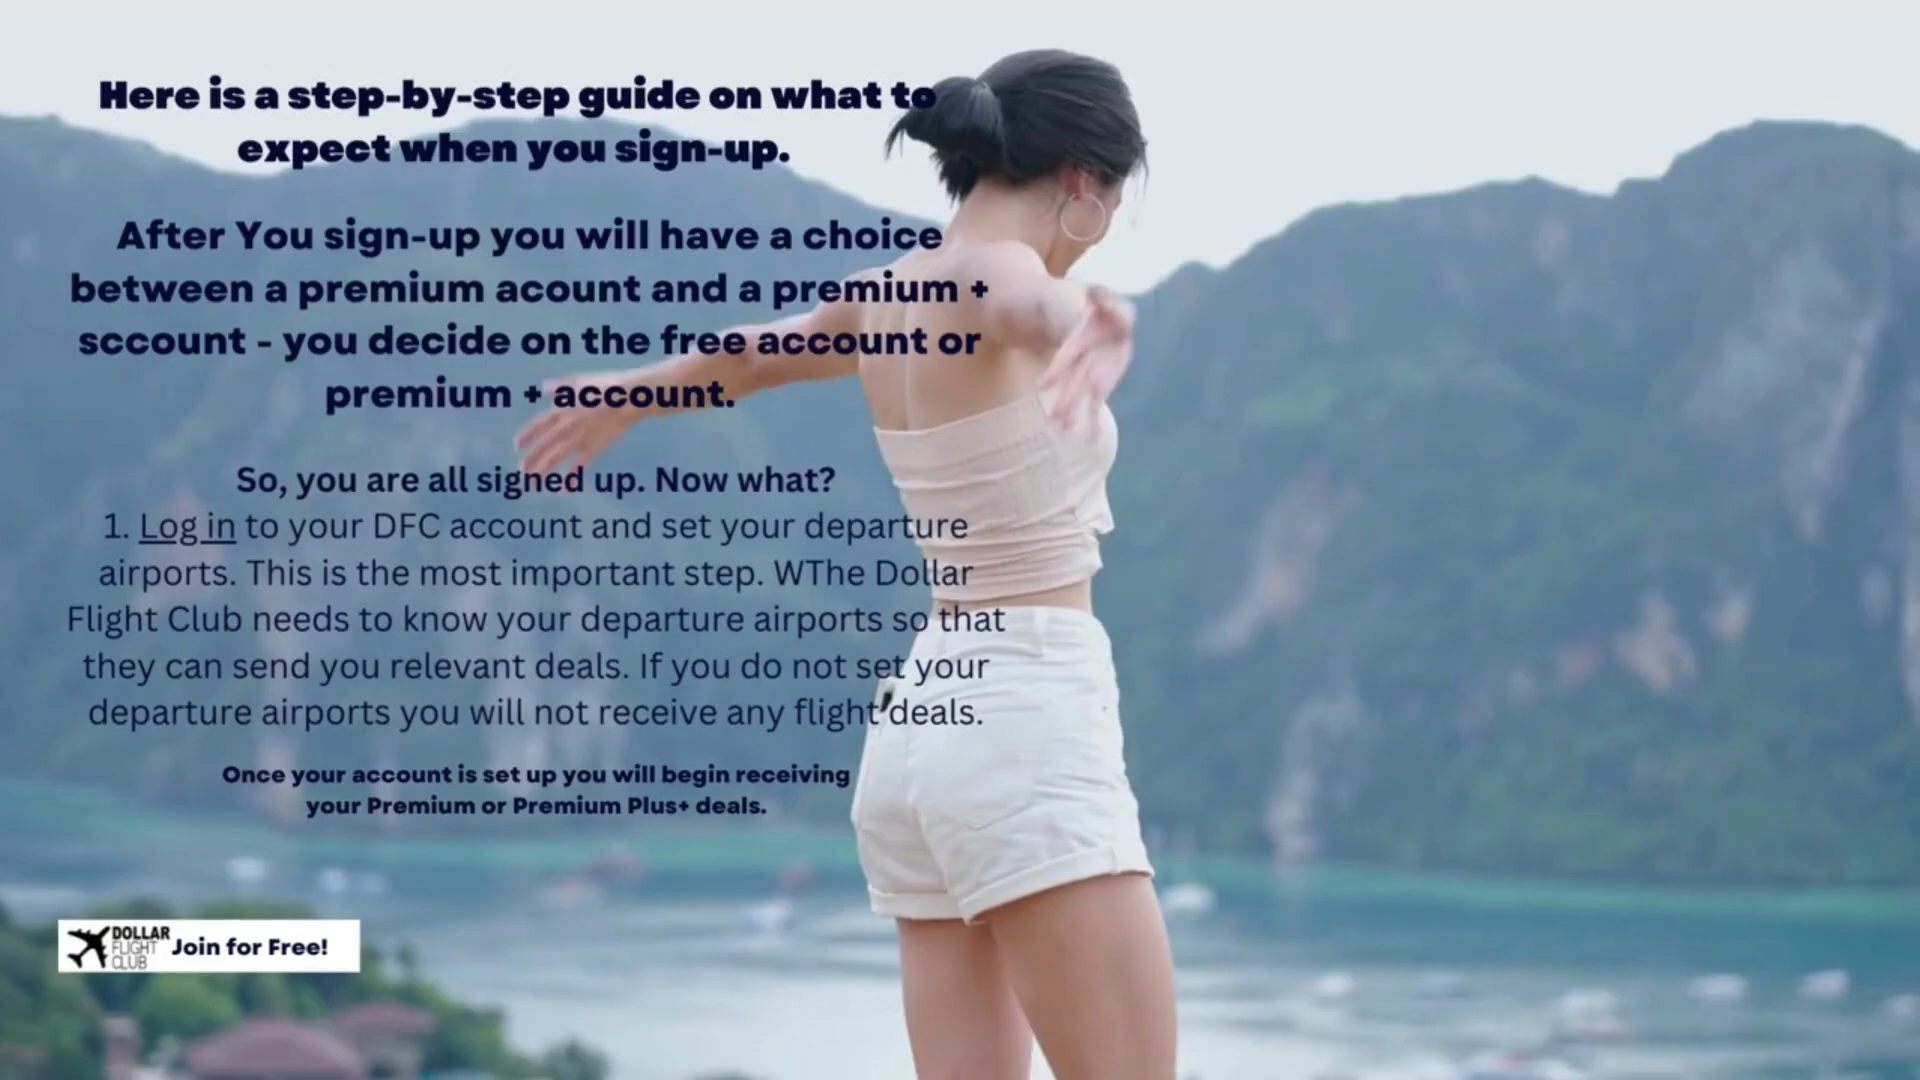 Here is a step-by-step guide on what to
expect when you sign-up.
After You sign-up you will have a choice
between a premium acount and a premium +
sccount - you decide on the free account or
premium + account.
So, you are all signed up. Now what?
1. Log in to your DFC account and set your departure
airports. This is the most important step. WThe Dollar
Flight Club needs to know your departure airports so that
they can send you relevant deals. If you do not set your
departure airports you will not receive any flight deals.
Once your account is set up you will begin receiving
your Premium or Premium Plus+ deals.
DOLLAR
FLIGHT
CLUB
Join for Free!